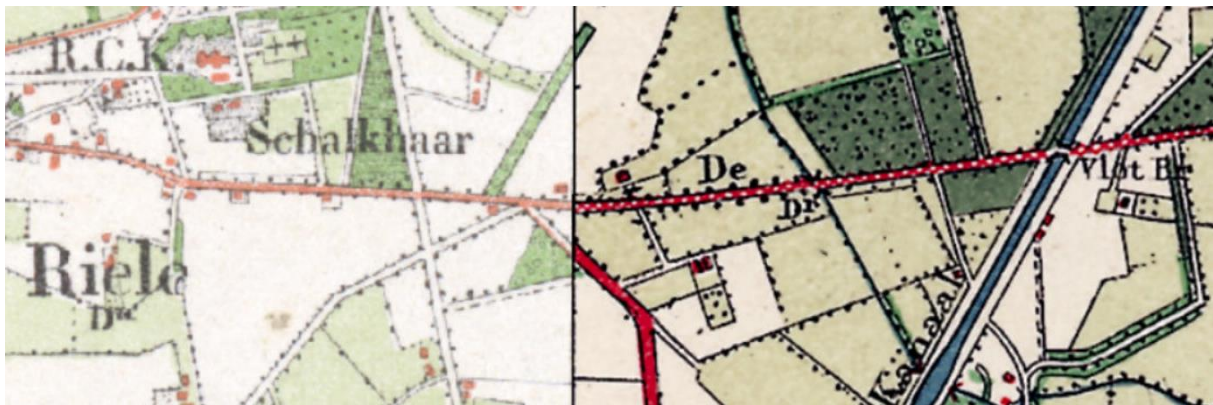 R.C.K
Schalkhaar
De
Vlot Br
Dr
Riele
Dr
Kanaal